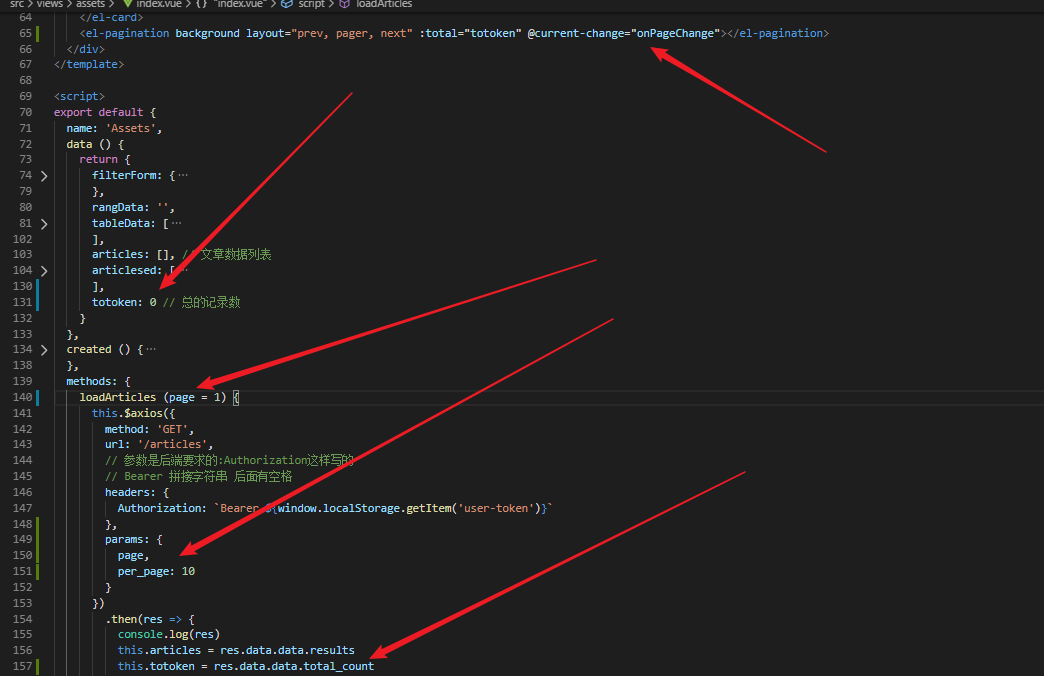 src > views > assets > index.vue > {} "index.vue" > script > loadArticles
64 </el-card>
65 <el-pagination background layout="prev, pager, next" :total="totoken" @current-change="onPageChange"></el-pagination>
66 </div>
67 </template>
68
69 <script>
70 export default {
71 name: 'Assets',
72 data () {
73 return {
74 filterForm: {…
79 },
80 rangData: '',
81 tableData: […
102 ],
103 articles: [], // 文章数据列表
104 articlesed: […
130 ],
131 totoken: 0 // 总的记录数
132 }
133 },
134 created () {…
138 },
139 methods: {
140 loadArticles (page = 1) {
141 this.$axios({
142 method: 'GET',
143 url: '/articles',
144 // 参数是后端要求的:Authorization这样写的
145 // Bearer 拼接字符串 后面有空格
146 headers: {
147 Authorization: `Bearer ${window.localStorage.getItem('user-token')}`
148 },
149 params: {
150 page,
151 per_page: 10
152 }
153 })
154 .then(res => {
155 console.log(res)
156 this.articles = res.data.data.results
157 this.totoken = res.data.data.total_count